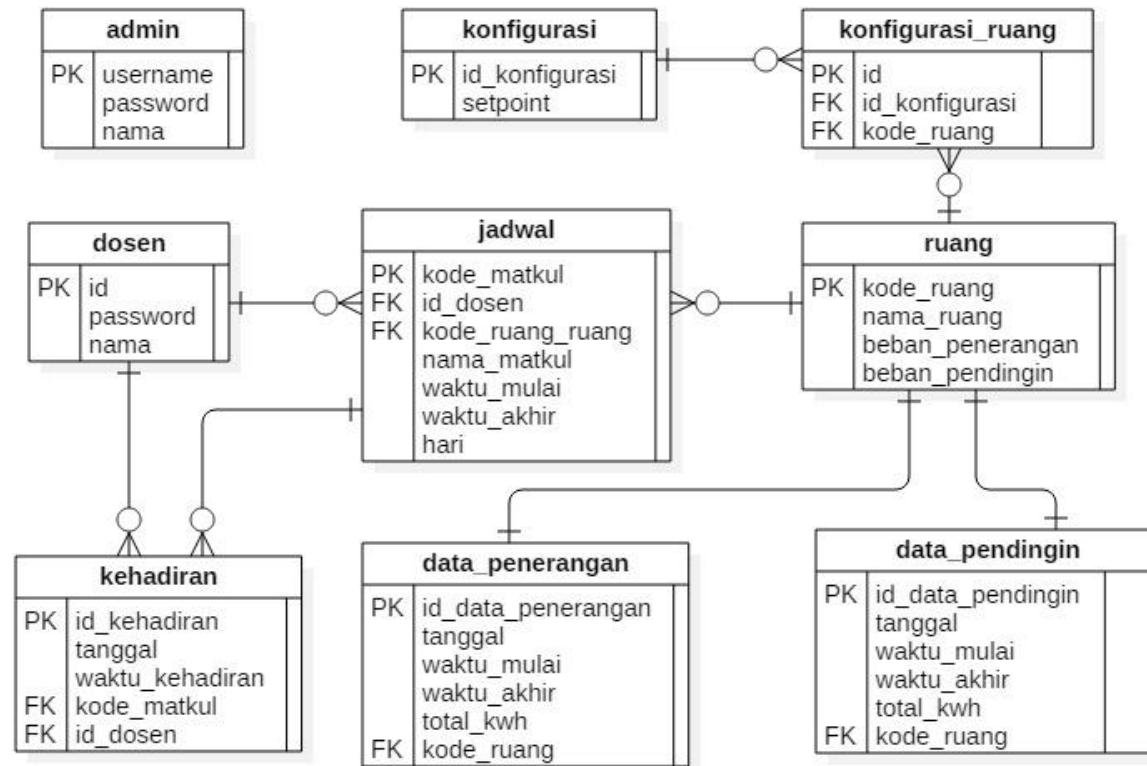 admin
PK username
password
nama
konfigurasi
PK id_konfigurasi
setpoint
konfigurasi_ruang
PK id
FK id_konfigurasi
FK kode_ruang
dosen
PK id
password
nama
jadwal
PK kode_matkul
FK id_dosen
FK kode_ruang_ruang
nama_matkul
waktu_mulai
waktu_akhir
hari
ruang
PK kode_ruang
nama_ruang
beban_penerangan
beban_pendingin
kehadiran
PK id_kehadiran
tanggal
waktu_kehadiran
FK kode_matkul
FK id_dosen
data_penerangan
PK id_data_penerangan
tanggal
waktu_mulai
waktu_akhir
total_kwh
FK kode_ruang
data_pendingin
PK id_data_pendingin
tanggal
waktu_mulai
waktu_akhir
total_kwh
FK kode_ruang